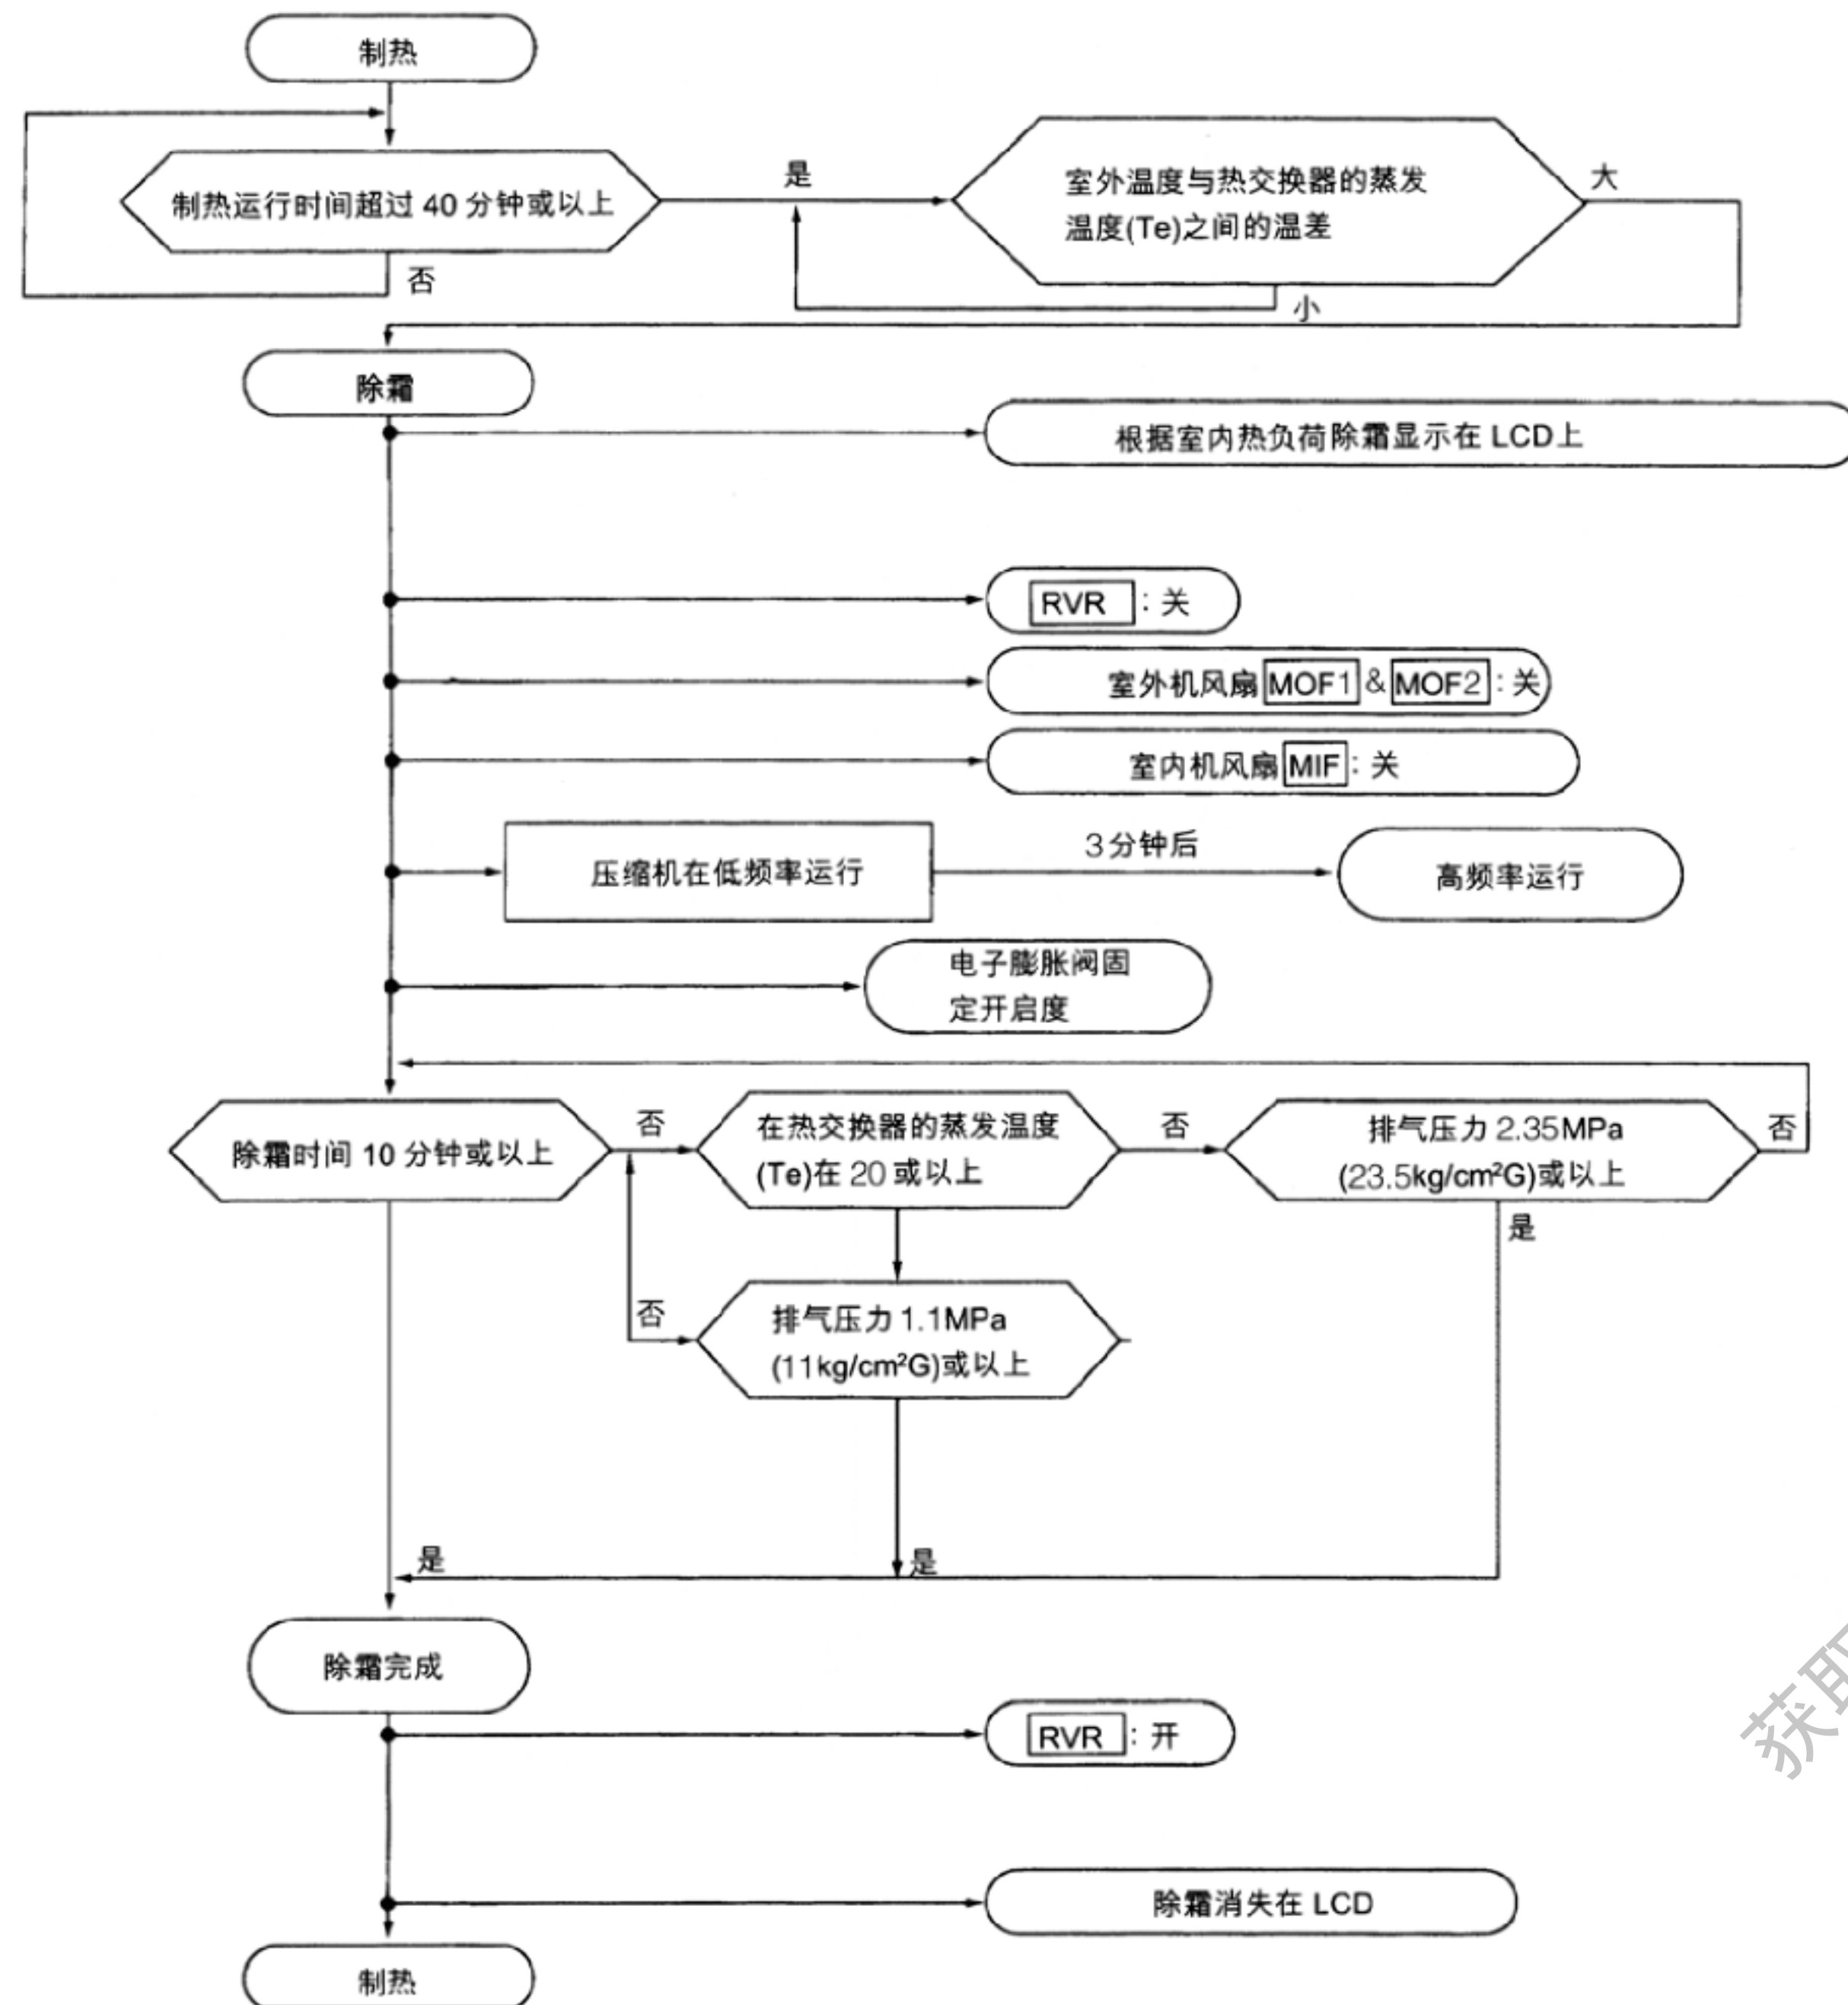 制热
制热运行时间超过 40 分钟或以上
是
否
室外温度与热交换器的蒸发
温度(Te)之间的温差
大
小
除霜
根据室内热负荷除霜显示在 LCD上
RVR : 关
室外机风扇 MOF1 & MOF2 : 关
室内机风扇 MIF : 关
压缩机在低频率运行
3分钟后
高频率运行
电子膨胀阀固
定开启度
除霜时间 10 分钟或以上
否
在热交换器的蒸发温度
(Te)在 20 或以上
否
排气压力 2.35MPa
(23.5kg/cm²G)或以上
否
是
否
排气压力 1.1MPa
(11kg/cm²G)或以上
是
是
除霜完成
RVR : 开
除霜消失在 LCD
制热
获取